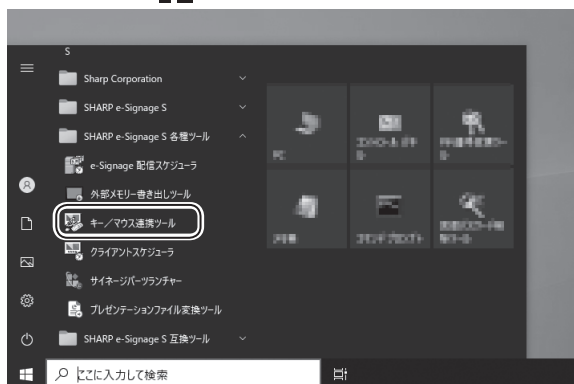 S
Sharp Corporation
SHARP e-Signage S
SHARP e-Signage S 各種ツール
e-Signage 配信スケジューラ
外部メモリー書き出しツール
キー/マウス連携ツール
クライアントスケジューラ
サイネージパーツランチャー
プレゼンテーションファイル変換ツール
SHARP e-Signage S 互換ツール
ここに入力して検索